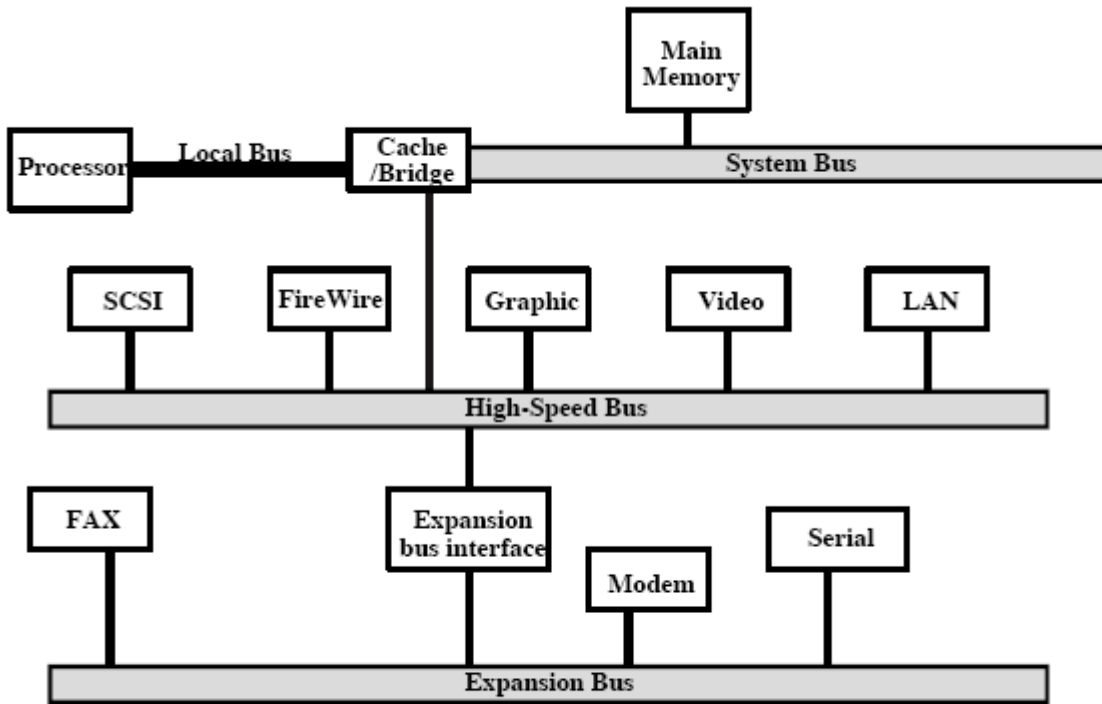 Main
Memory
Processor
Local Bus
Cache
/Bridge
System Bus
SCSI
FireWire
Graphic
Video
LAN
High-Speed Bus
FAX
Expansion
bus interface
Modem
Serial
Expansion Bus